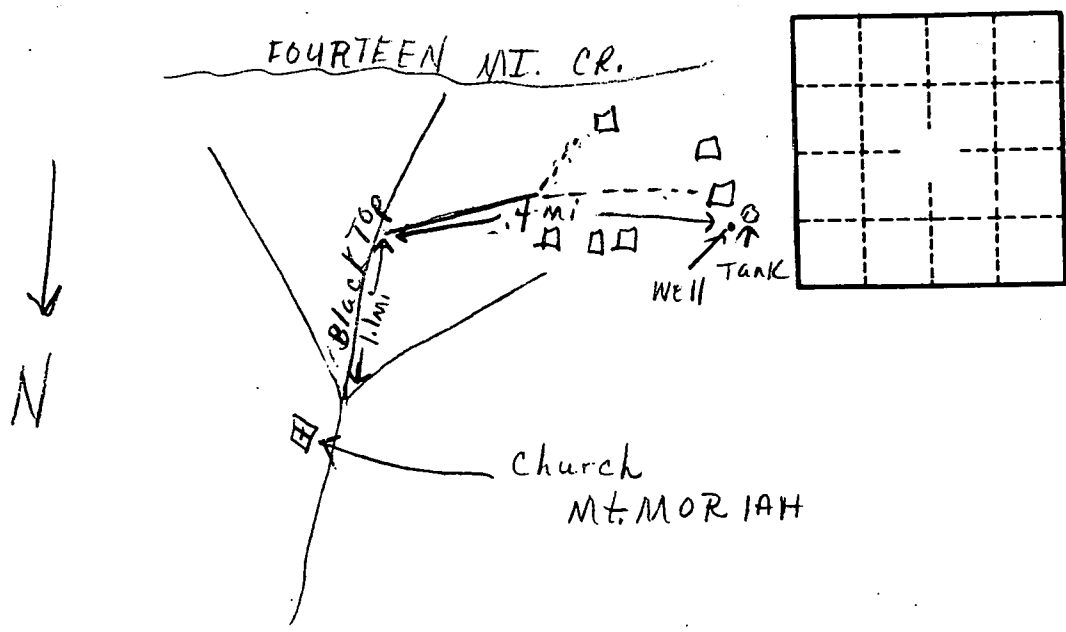 FOURTEEN MI. CR.
Black Top
.4 mi
1.1 mi
Well
Tank
N
Church
Mt. MORIAH